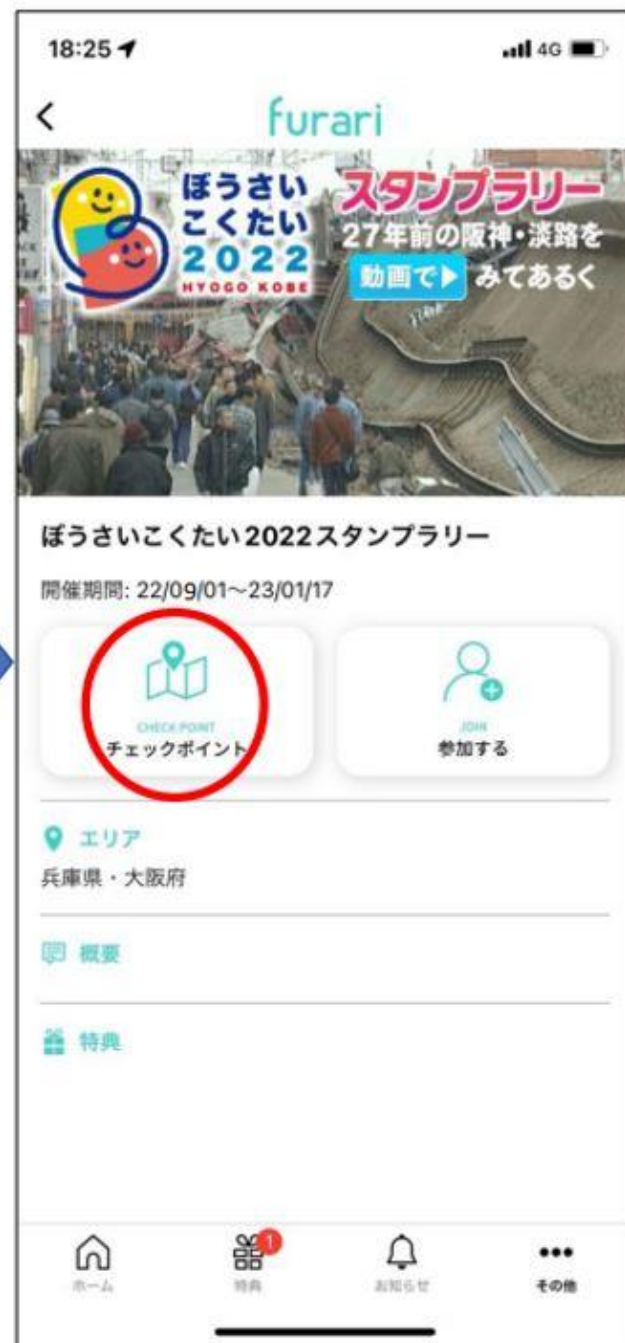 18:25
4G
furari
ぼうさい
こくたい
2022
HYOGO KOBE
スタンプラリー
27年前の阪神・淡路を
動画で▶ みてあるく
ぼうさいこくたい2022スタンプラリー
開催期間: 22/09/01～23/01/17
CHECK POINT
チェックポイント
JOIN
参加する
エリア
兵庫県・大阪府
概要
特典
1
ホーム
特典
お知らせ
その他